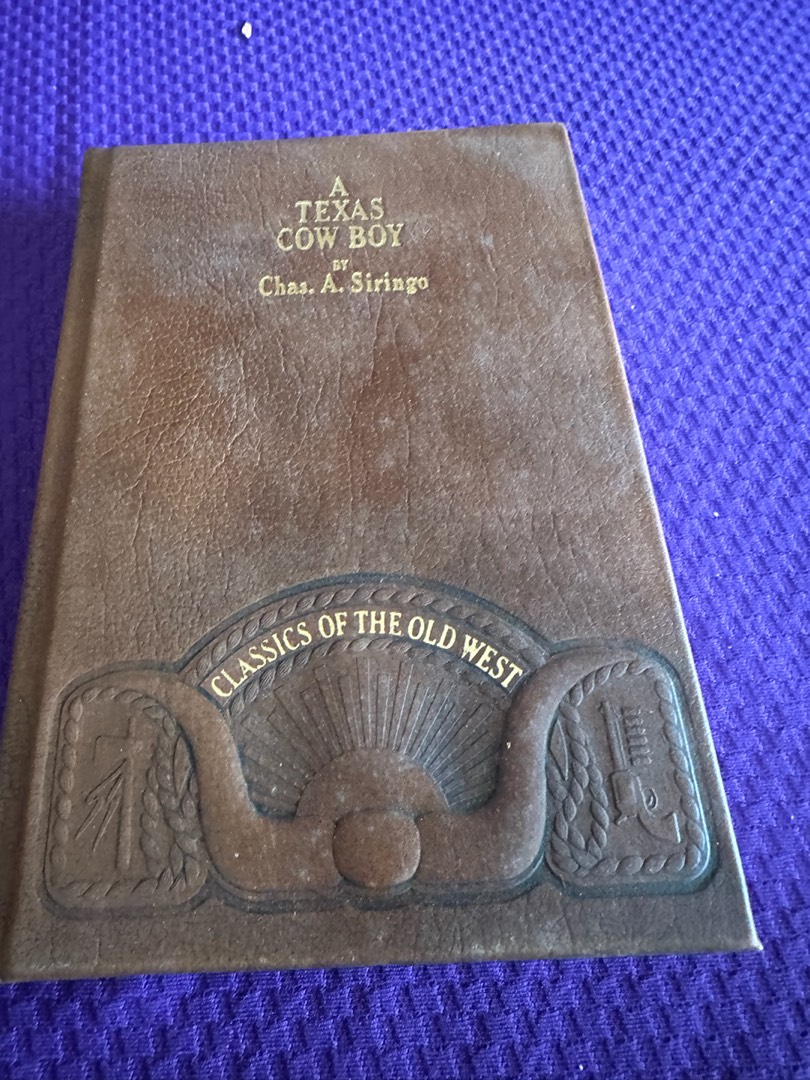 A
TEXAS
COW BOY
BY
Chas. A. Siringo
CLASSICS OF THE OLD WEST